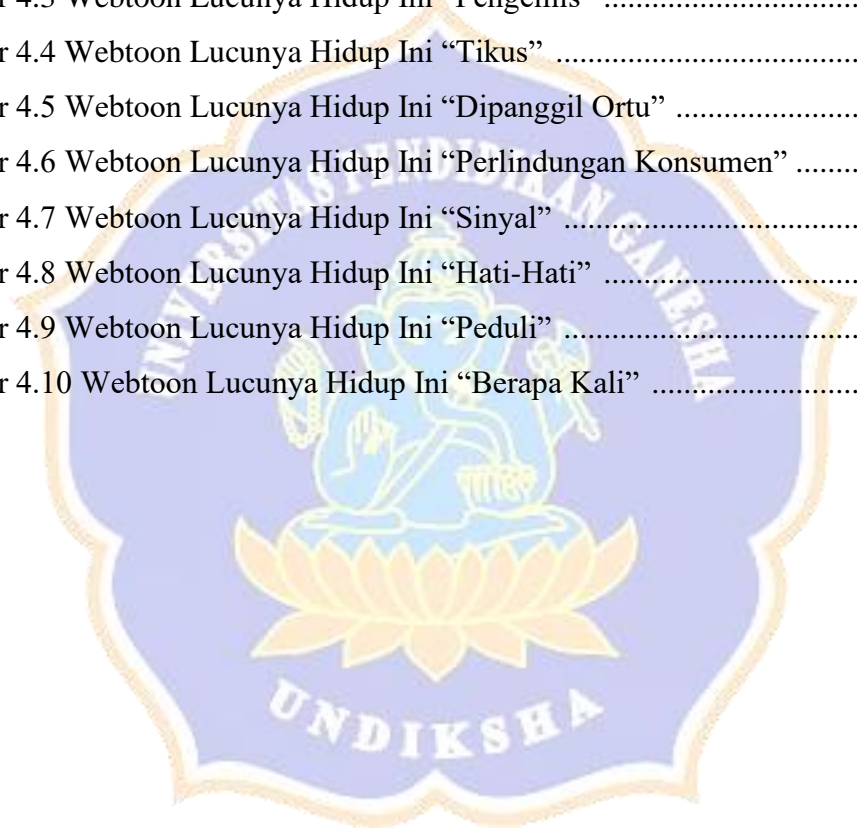 r 4.3 Webtoon Lucunya Hidup Ini “Pengemis” ................................
r 4.4 Webtoon Lucunya Hidup Ini “Tikus” ......................................
r 4.5 Webtoon Lucunya Hidup Ini “Dipanggil Ortu” .......................
r 4.6 Webtoon Lucunya Hidup Ini “Perlindungan Konsumen” ........
r 4.7 Webtoon Lucunya Hidup Ini “Sinyal” .....................................
r 4.8 Webtoon Lucunya Hidup Ini “Hati-Hati” ................................
r 4.9 Webtoon Lucunya Hidup Ini “Peduli” .....................................
r 4.10 Webtoon Lucunya Hidup Ini “Berapa Kali” ..........................
UNIVERSITAS PENDIDIKAN GANESHA
UNDIKSHA